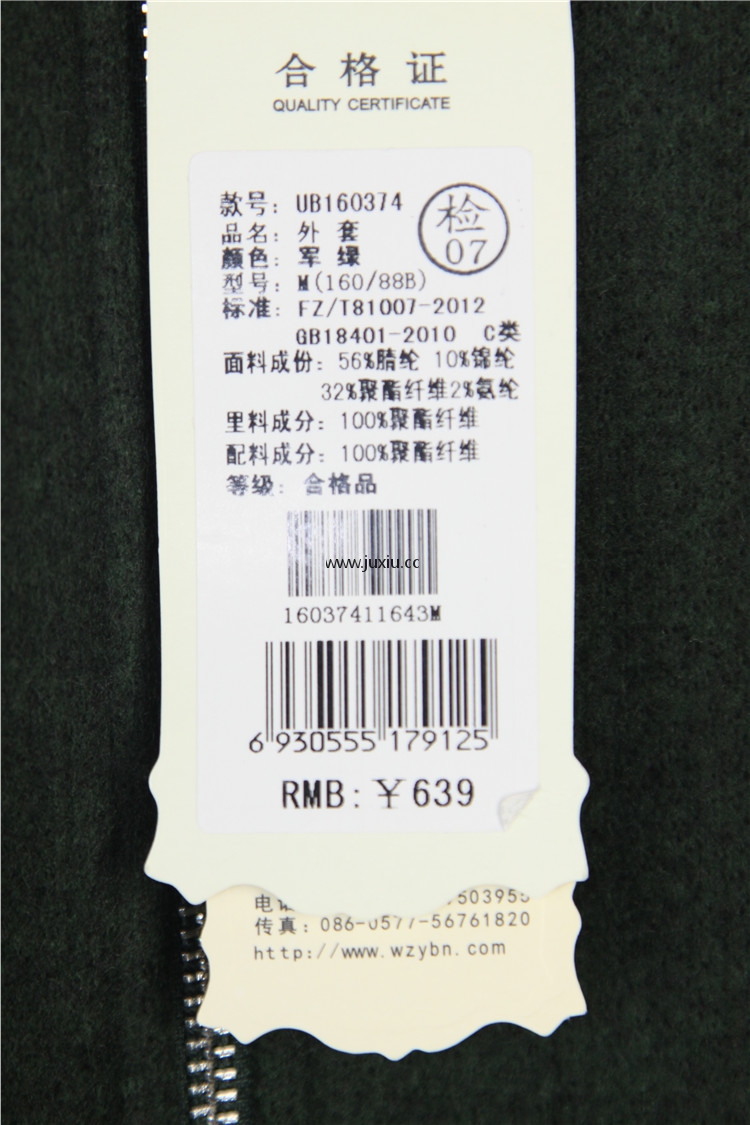 合格证
QUALITY CERTIFICATE
款号: UB160374
检
07
品名: 外套
颜色: 军绿
型号: M(160/88B)
标准: FZ/T81007-2012
GB18401-2010 C类
面料成份: 56%腈纶 10%锦纶
32%聚酯纤维2%氨纶
里料成分: 100%聚酯纤维
配料成分: 100%聚酯纤维
等级: 合格品
www.juxiu.cc
16037411643M
6 930555 179125
RMB: ￥639
503955
传真: 086-0577-56761820
http://www.wzybn.com